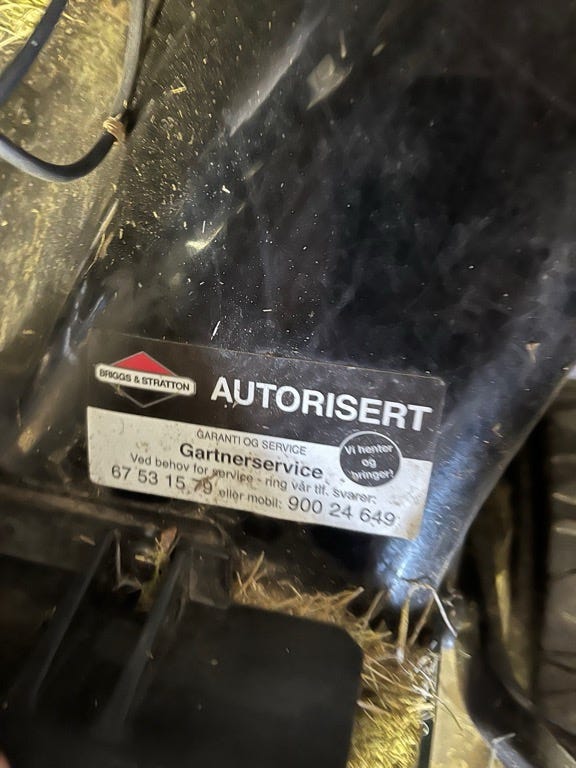 BRIGGS & STRATTON
AUTORISERT
GARANTI OG SERVICE
Gartnerservice
Vi henter
og
bringer!
Ved behov for service - ring vår tlf. svarer:
67 53 15 79 eller mobil: 900 24 649